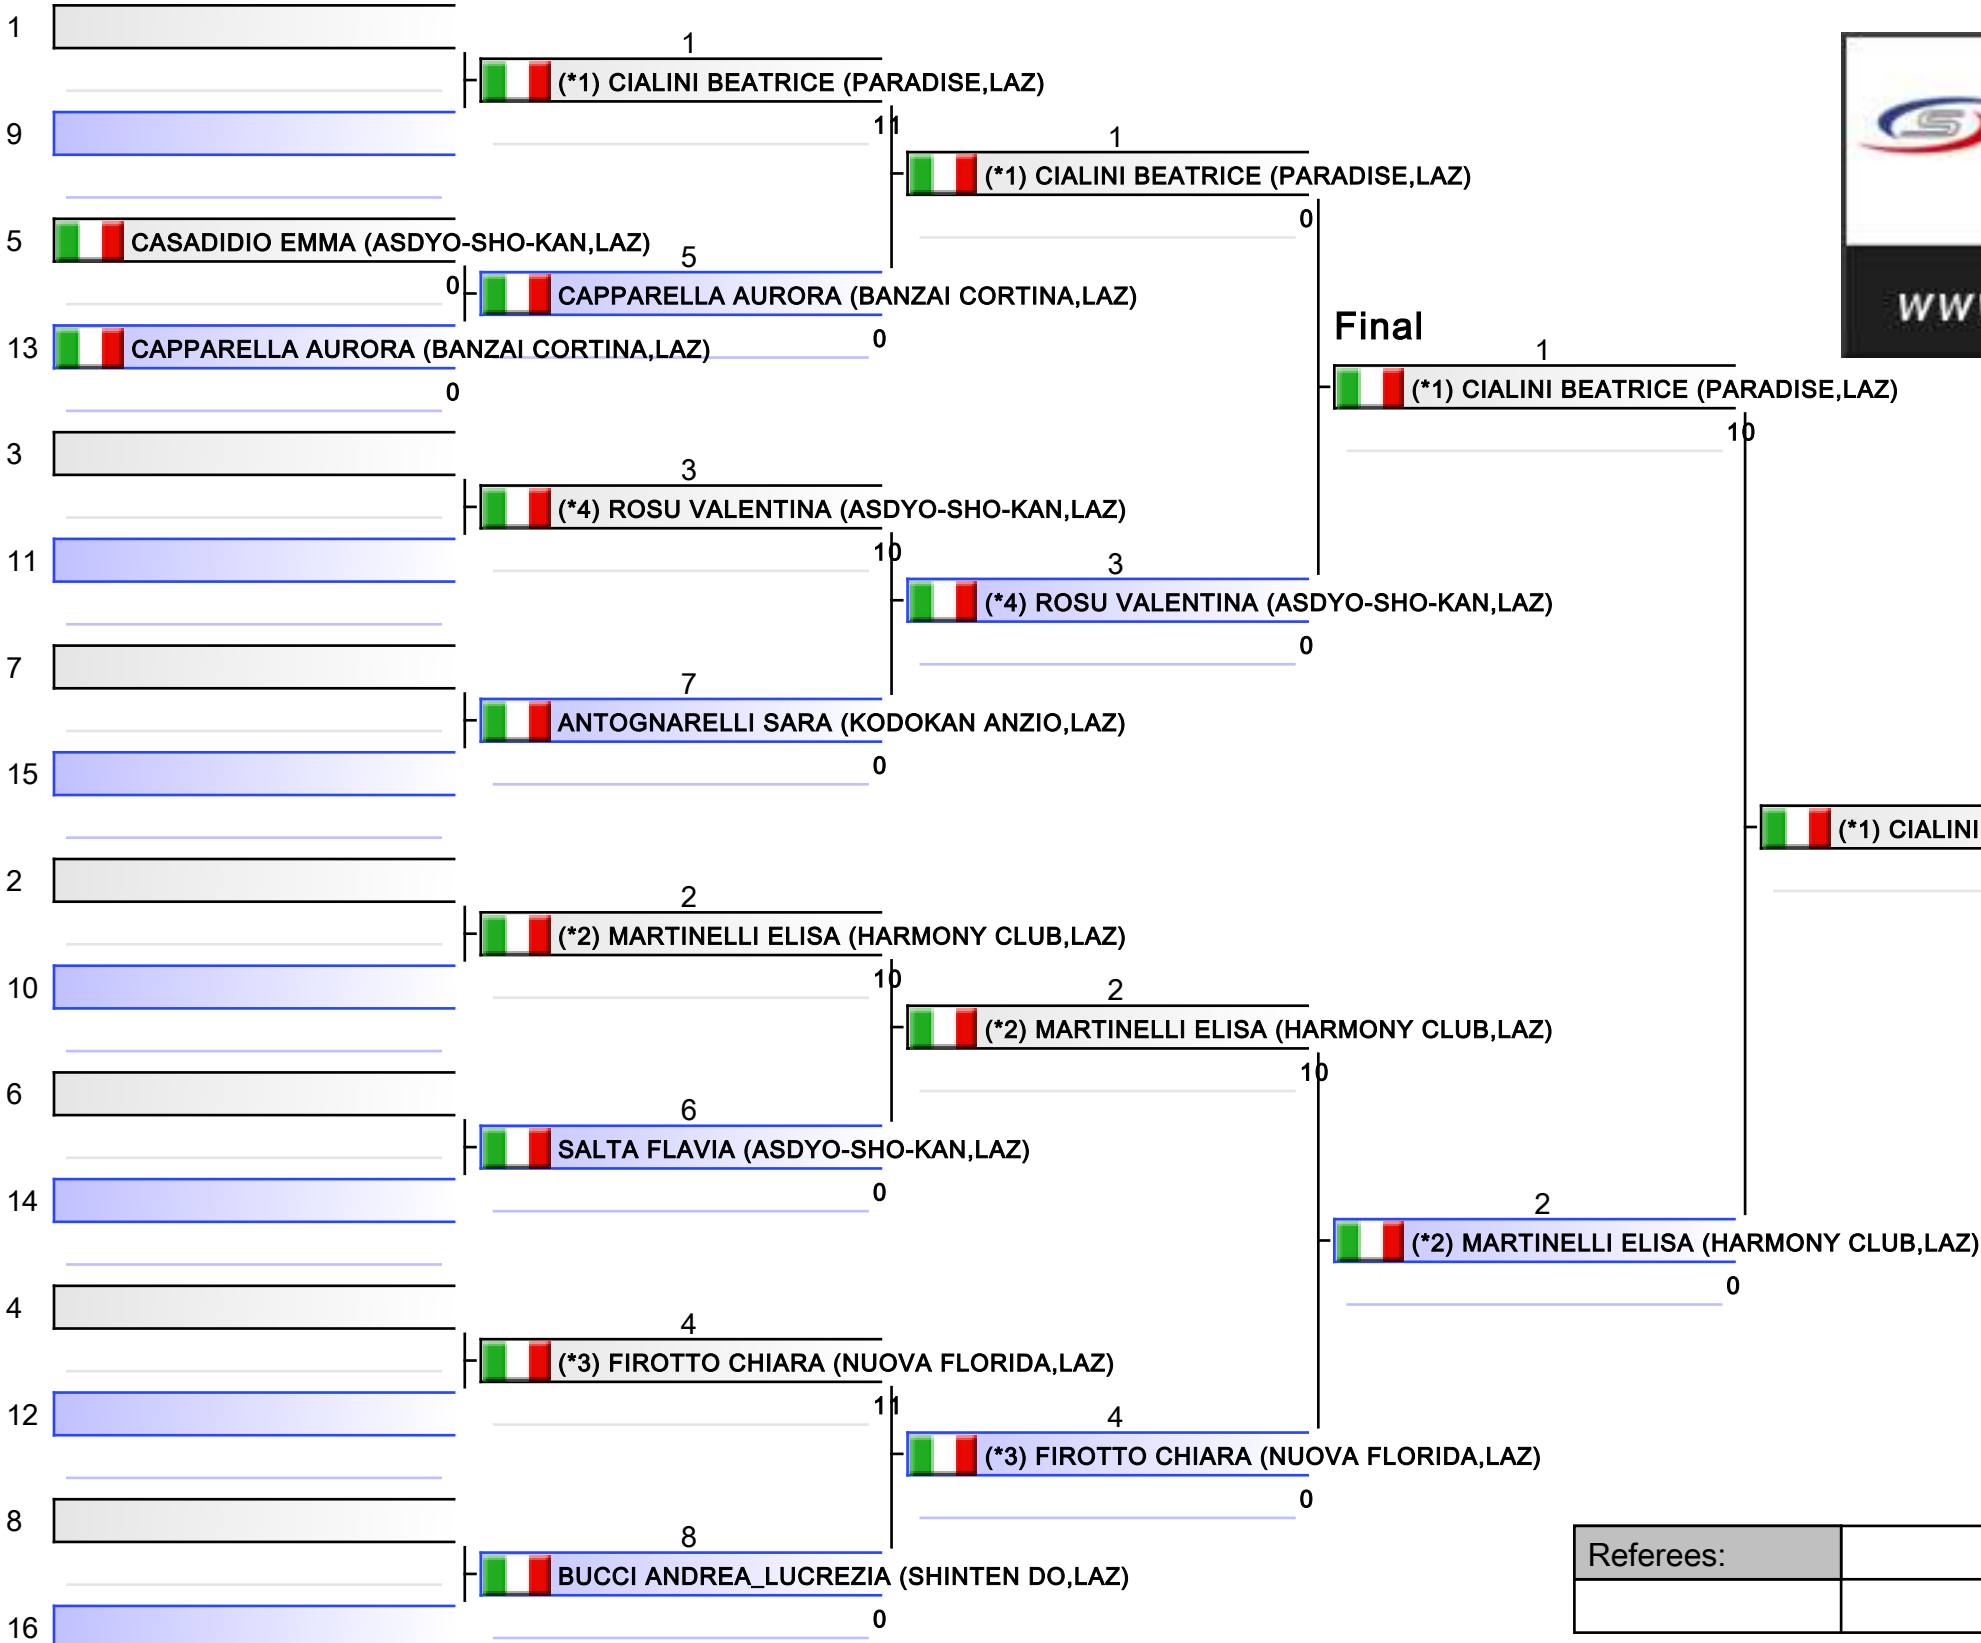 1
1
(*1) CIALINI BEATRICE (PARADISE,LAZ)
9
11
1
(*1) CIALINI BEATRICE (PARADISE,LAZ)
0
5
CASADIDIO EMMA (ASDYO-SHO-KAN,LAZ)
5
0
CAPPARELLA AURORA (BANZAI CORTINA,LAZ)
0
13
CAPPARELLA AURORA (BANZAI CORTINA,LAZ)
0
Final
1
(*1) CIALINI BEATRICE (PARADISE,LAZ)
10
3
3
(*4) ROSU VALENTINA (ASDYO-SHO-KAN,LAZ)
10
11
3
(*4) ROSU VALENTINA (ASDYO-SHO-KAN,LAZ)
0
7
7
ANTOGNARELLI SARA (KODOKAN ANZIO,LAZ)
0
15
(*1) CIALINI
2
2
(*2) MARTINELLI ELISA (HARMONY CLUB,LAZ)
10
10
2
(*2) MARTINELLI ELISA (HARMONY CLUB,LAZ)
10
6
6
SALTA FLAVIA (ASDYO-SHO-KAN,LAZ)
0
14
2
(*2) MARTINELLI ELISA (HARMONY CLUB,LAZ)
0
4
4
(*3) FIROTTO CHIARA (NUOVA FLORIDA,LAZ)
11
12
4
(*3) FIROTTO CHIARA (NUOVA FLORIDA,LAZ)
0
8
8
BUCCI ANDREA_LUCREZIA (SHINTEN DO,LAZ)
0
16
Referees: